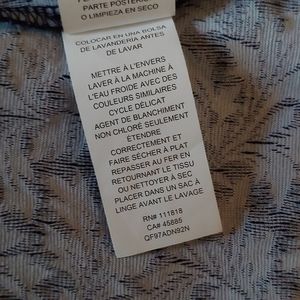 PARTE POSTERIOR
O LIMPIEZA EN SECO
COLOCAR EN UNA BOLSA
DE LAVANDERIA ANTES
DE LAVAR
METTRE À L'ENVERS
LAVER À LA MACHINE À
L'EAU FROIDE AVEC DES
COULEURS SIMILAIRES
CYCLE DÉLICAT
AGENT DE BLANCHIMENT
NON CHLORÉ SEULEMENT
ÉTENDRE
CORRECTEMENT ET
FAIRE SÉCHER À PLAT
REPASSER AU FER EN
RETOURNANT LE TISSU
OU NETTOYER À SEC
PLACER DANS UN SAC À
LINGE AVANT LE LAVAGE
RN# 111818
CA# 45885
QF97ADN92N